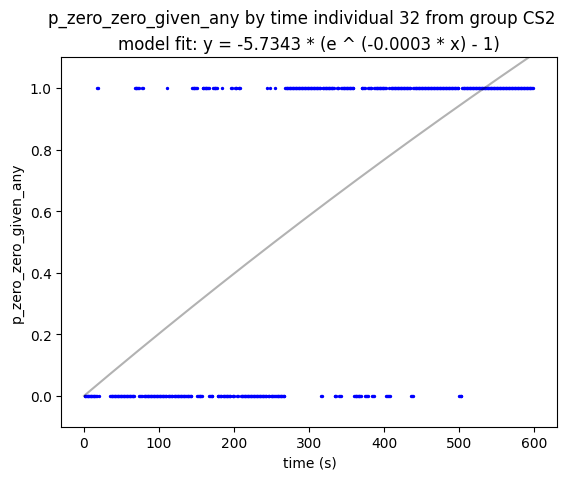 p_zero_zero_given_any by time individual 32 from group CS2
model fit: y = -5.7343 * (e ^ (-0.0003 * x) - 1)
1.0
0.8
0.6
0.4
0.2
0.0
p_zero_zero_given_any
0 100 200 300 400 500 600
time (s)